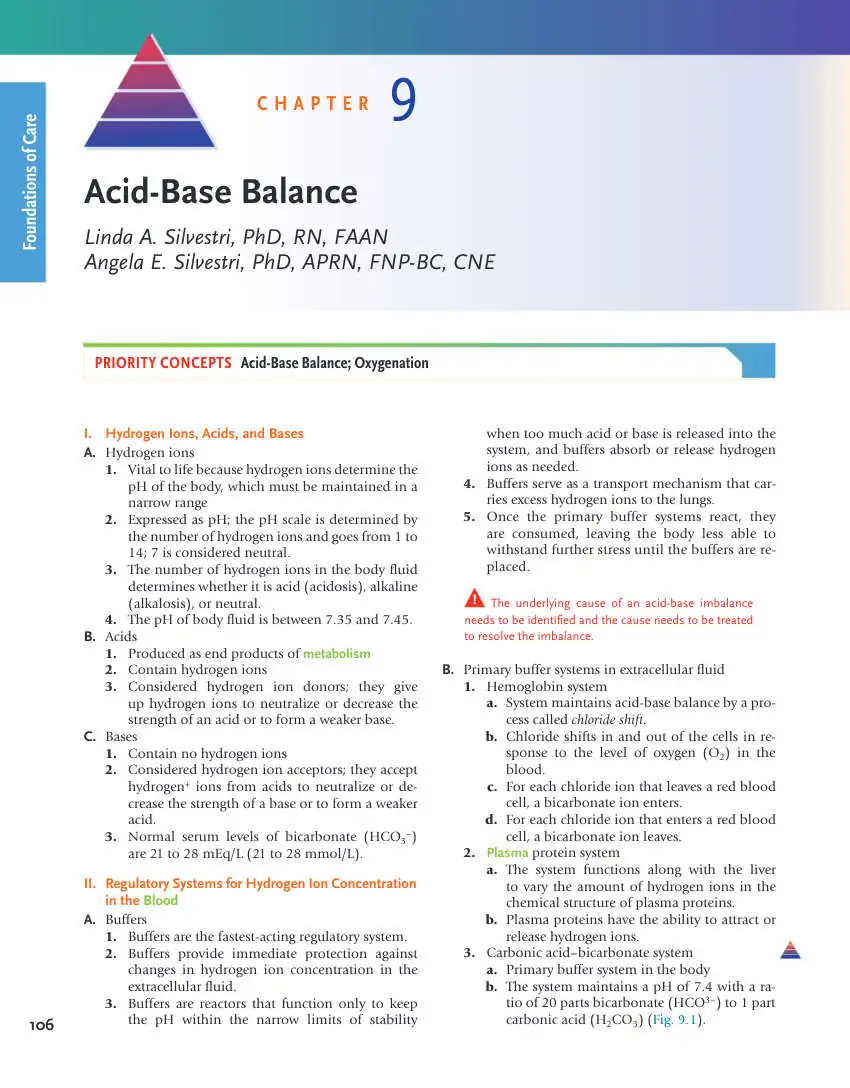 Foundations of Care
CHAPTER 9
Acid-Base Balance
Linda A. Silvestri, PhD, RN, FAAN
Angela E. Silvestri, PhD, APRN, FNP-BC, CNE
PRIORITY CONCEPTS Acid-Base Balance; Oxygenation
I. Hydrogen Ions, Acids, and Bases
A. Hydrogen ions
1. Vital to life because hydrogen ions determine the
pH of the body, which must be maintained in a
narrow range
2. Expressed as pH; the pH scale is determined by
the number of hydrogen ions and goes from 1 to
14; 7 is considered neutral.
3. The number of hydrogen ions in the body fluid
determines whether it is acid (acidosis), alkaline
(alkalosis), or neutral.
4. The pH of body fluid is between 7.35 and 7.45.
B. Acids
1. Produced as end products of metabolism
2. Contain hydrogen ions
3. Considered hydrogen ion donors; they give
up hydrogen ions to neutralize or decrease the
strength of an acid or to form a weaker base.
C. Bases
1. Contain no hydrogen ions
2. Considered hydrogen ion acceptors; they accept
hydrogen⁺ ions from acids to neutralize or de-
crease the strength of a base or to form a weaker
acid.
3. Normal serum levels of bicarbonate (HCO₃⁻)
are 21 to 28 mEq/L (21 to 28 mmol/L).
II. Regulatory Systems for Hydrogen Ion Concentration
in the Blood
A. Buffers
1. Buffers are the fastest-acting regulatory system.
2. Buffers provide immediate protection against
changes in hydrogen ion concentration in the
extracellular fluid.
3. Buffers are reactors that function only to keep
the pH within the narrow limits of stability
when too much acid or base is released into the
system, and buffers absorb or release hydrogen
ions as needed.
4. Buffers serve as a transport mechanism that car-
ries excess hydrogen ions to the lungs.
5. Once the primary buffer systems react, they
are consumed, leaving the body less able to
withstand further stress until the buffers are re-
placed.
The underlying cause of an acid-base imbalance
needs to be identified and the cause needs to be treated
to resolve the imbalance.
B. Primary buffer systems in extracellular fluid
1. Hemoglobin system
a. System maintains acid-base balance by a pro-
cess called chloride shift.
b. Chloride shifts in and out of the cells in re-
sponse to the level of oxygen (O₂) in the
blood.
c. For each chloride ion that leaves a red blood
cell, a bicarbonate ion enters.
d. For each chloride ion that enters a red blood
cell, a bicarbonate ion leaves.
2. Plasma protein system
a. The system functions along with the liver
to vary the amount of hydrogen ions in the
chemical structure of plasma proteins.
b. Plasma proteins have the ability to attract or
release hydrogen ions.
3. Carbonic acid–bicarbonate system
a. Primary buffer system in the body
b. The system maintains a pH of 7.4 with a ra-
tio of 20 parts bicarbonate (HCO³⁻) to 1 part
carbonic acid (H₂CO₃) (Fig. 9.1).
106